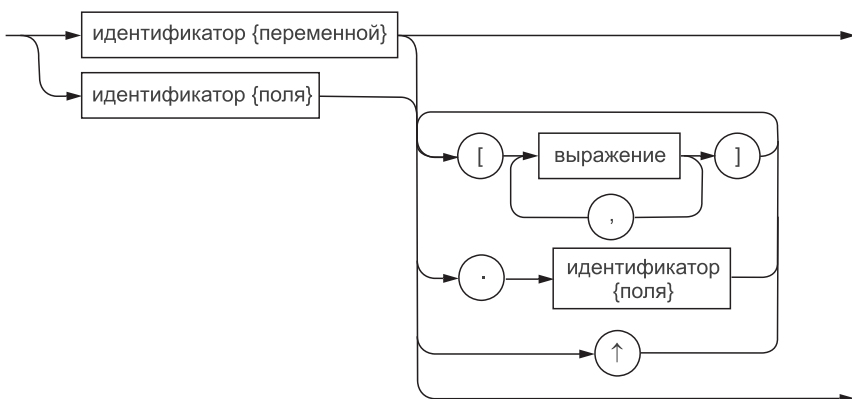 идентификатор {переменной}
идентификатор {поля}
[
выражение
]
,
.
идентификатор
{поля}
↑